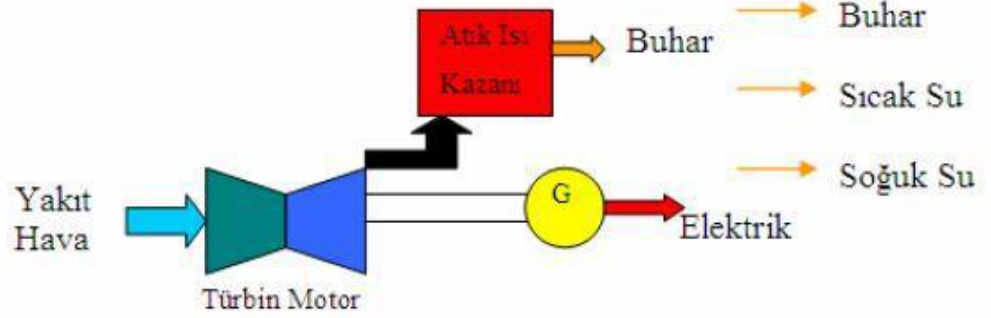 Atık Isı
Kazanı
Buhar
Buhar
Sıcak Su
Soğuk Su
Yakıt
Hava
G
Elektrik
Türbin Motor